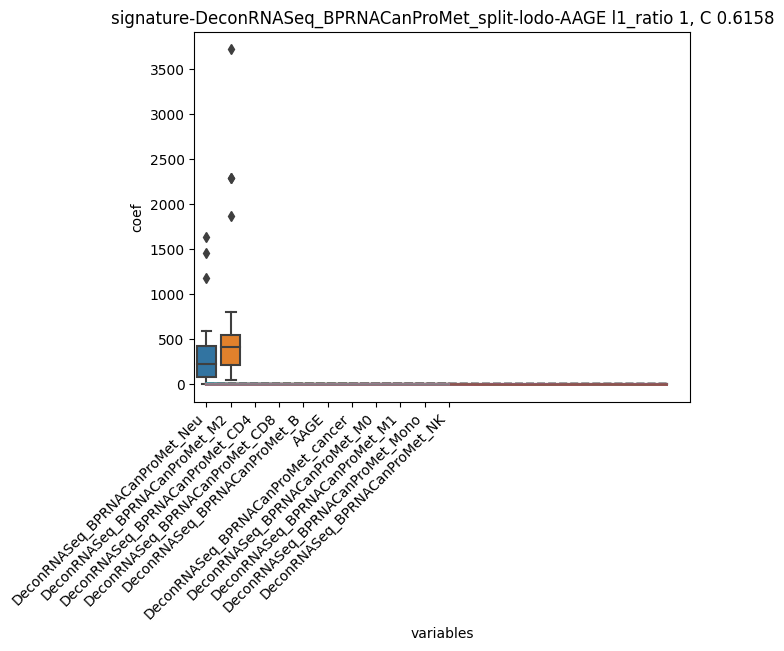 signature-DeconRNASeq_BPRNACanProMet_split-lodo-AAGE l1_ratio 1, C 0.6158
3500
3000
2500
2000
1500
1000
500
0
coef
DeconRNASeq_BPRNACanProMet_Neu
DeconRNASeq_BPRNACanProMet_M2
DeconRNASeq_BPRNACanProMet_CD4
DeconRNASeq_BPRNACanProMet_CD8
DeconRNASeq_BPRNACanProMet_B
AAGE
DeconRNASeq_BPRNACanProMet_cancer
DeconRNASeq_BPRNACanProMet_M0
DeconRNASeq_BPRNACanProMet_M1
DeconRNASeq_BPRNACanProMet_Mono
DeconRNASeq_BPRNACanProMet_NK
variables